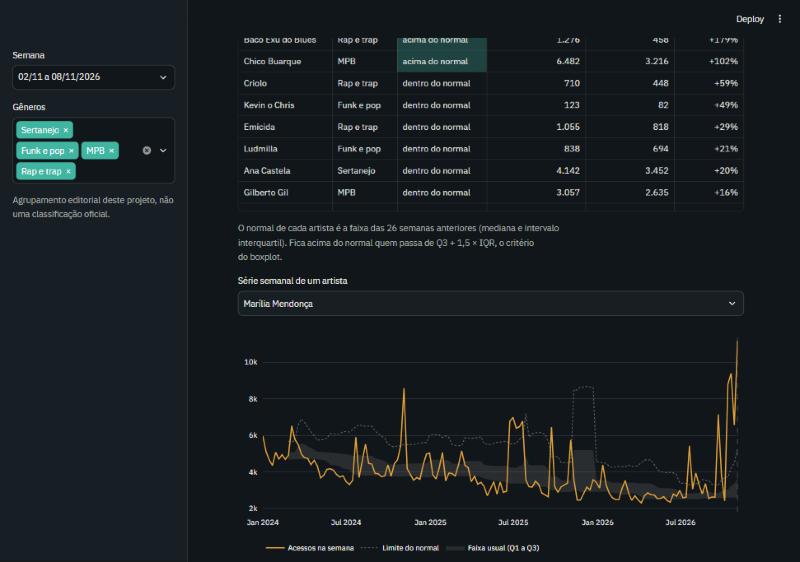 Deploy
Semana
02/11 a 08/11/2026
Gêneros
Sertanejo ×
Funk e pop × MPB ×
Rap e trap ×
Agrupamento editorial deste projeto, não
uma classificação oficial.
Baco Exu do Blues Rap e trap acima do normal 1.276 458 +179%
Chico Buarque MPB acima do normal 6.482 3.216 +102%
Criolo Rap e trap dentro do normal 710 448 +59%
Kevin o Chris Funk e pop dentro do normal 123 82 +49%
Emicida Rap e trap dentro do normal 1.055 818 +29%
Ludmilla Funk e pop dentro do normal 838 694 +21%
Ana Castela Sertanejo dentro do normal 4.142 3.452 +20%
Gilberto Gil MPB dentro do normal 3.057 2.635 +16%
O normal de cada artista é a faixa das 26 semanas anteriores (mediana e intervalo
interquartil). Fica acima do normal quem passa de Q3 + 1,5 × IQR, o critério
do boxplot.
Série semanal de um artista
Marília Mendonça
10k
8k
6k
4k
2k
Jan 2024 Jul 2024 Jan 2025 Jul 2025 Jan 2026 Jul 2026
Acessos na semana Limite do normal Faixa usual (Q1 a Q3)